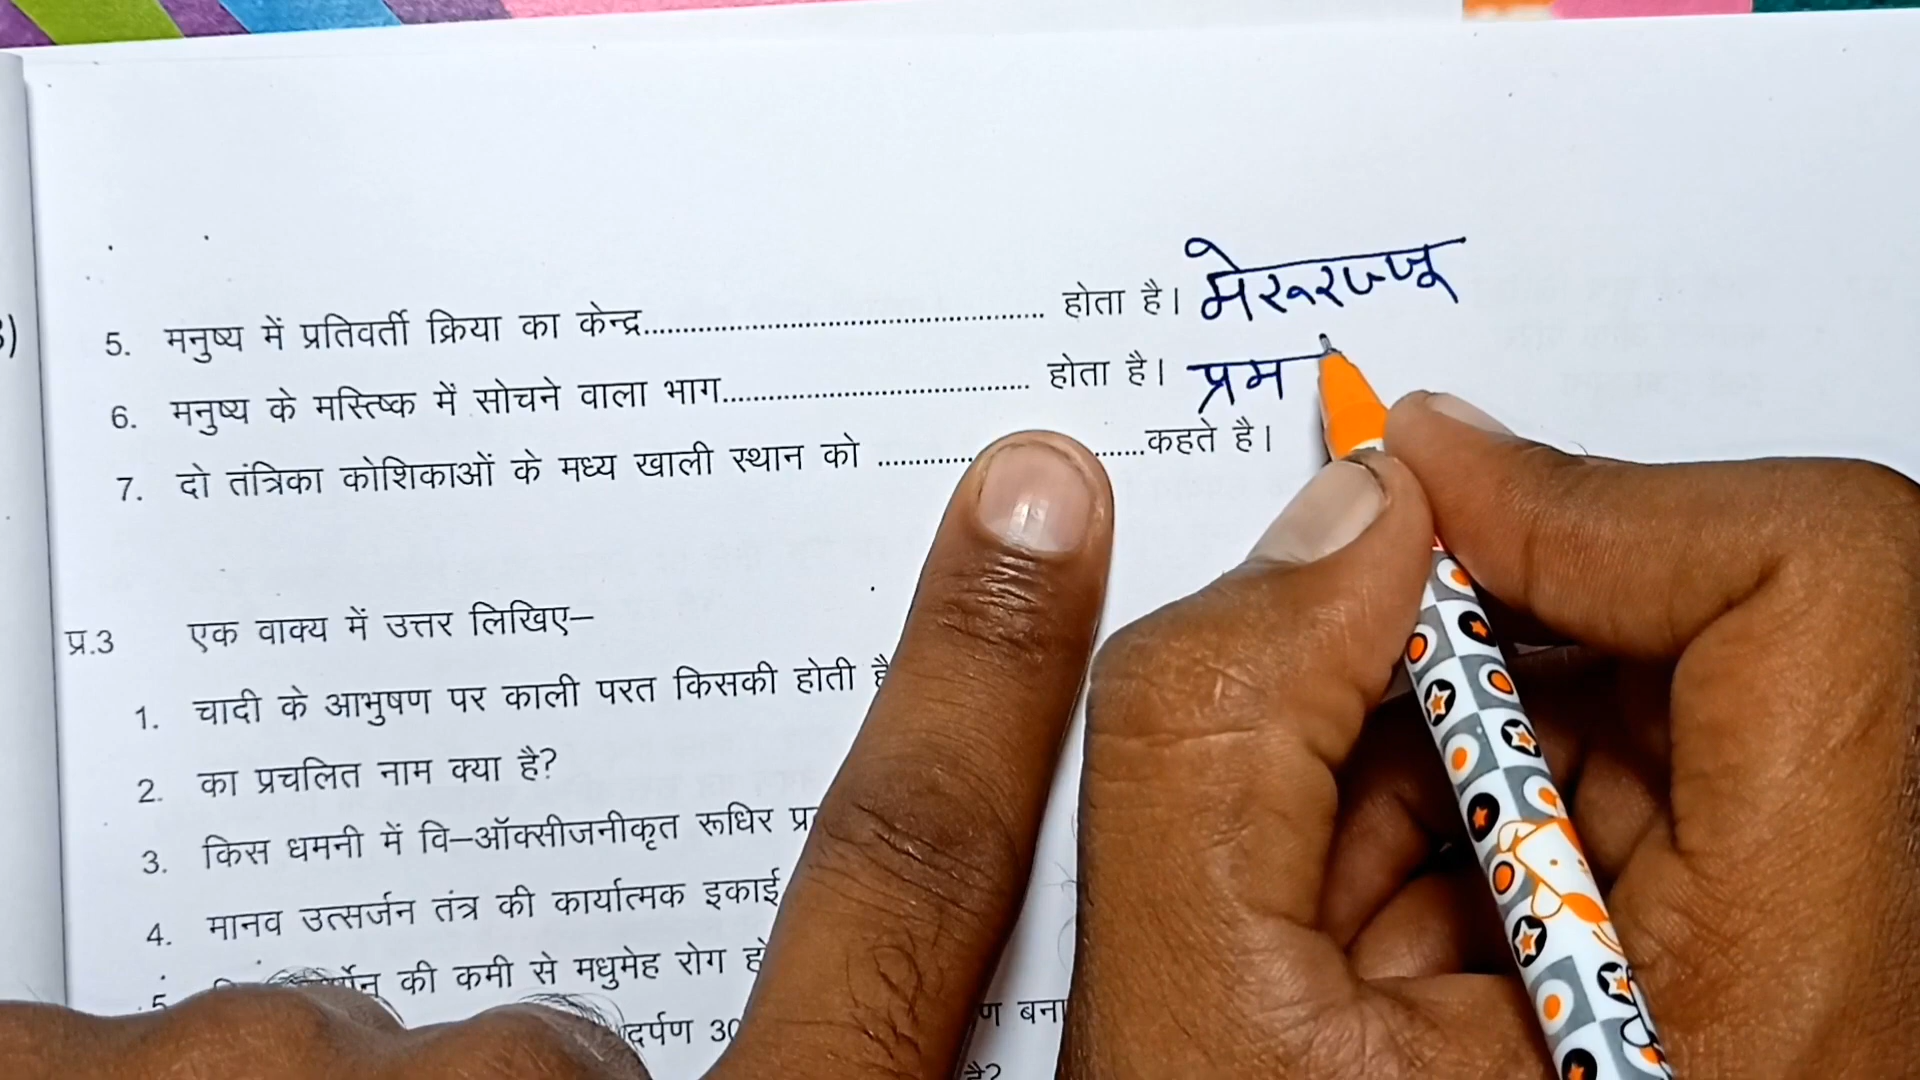 5. मनुष्य में प्रतिवर्ती क्रिया का केन्द्र.................................................. होता है। मेरूरज्जू
6. मनुष्य के मस्तिष्क में सोचने वाला भाग...................................... होता है। प्रम
7. दो तंत्रिका कोशिकाओं के मध्य खाली स्थान को ............ ......कहते है।
प्र.3 एक वाक्य में उत्तर लिखिए–
1. चादी के आभुषण पर काली परत किसकी होती है
2. का प्रचलित नाम क्या है?
3. किस धमनी में वि–ऑक्सीजनीकृत रूधिर
4. मानव उत्सर्जन तंत्र की कार्यात्मक इकाई
5 की कमी से मधुमेह रोग
दर्पण 30 बना
है?